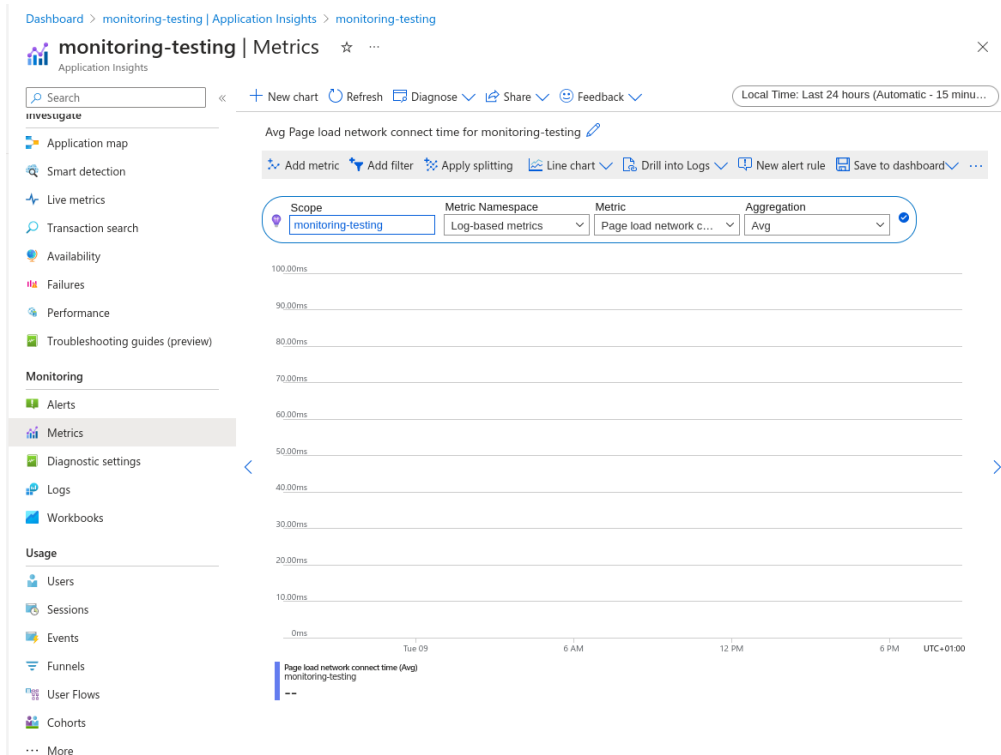 Dashboard > monitoring-testing | Application Insights > monitoring-testing
monitoring-testing | Metrics ☆ ···
Application Insights
Search
«
+ New chart Refresh Diagnose Share Feedback
Local Time: Last 24 hours (Automatic - 15 minu...
Investigate
Application map
Smart detection
Live metrics
Transaction search
Availability
Failures
Performance
Troubleshooting guides (preview)
Monitoring
Alerts
Metrics
Diagnostic settings
Logs
Workbooks
Usage
Users
Sessions
Events
Funnels
User Flows
Cohorts
··· More
Avg Page load network connect time for monitoring-testing
Add metric Add filter Apply splitting Line chart Drill into Logs New alert rule Save to dashboard ···
Scope Metric Namespace Metric Aggregation
monitoring-testing Log-based metrics Page load network c... Avg
100.00ms
90.00ms
80.00ms
70.00ms
60.00ms
50.00ms
40.00ms
30.00ms
20.00ms
10.00ms
0ms
Tue 09 6 AM 12 PM 6 PM UTC+01:00
Page load network connect time (Avg)
monitoring-testing
--